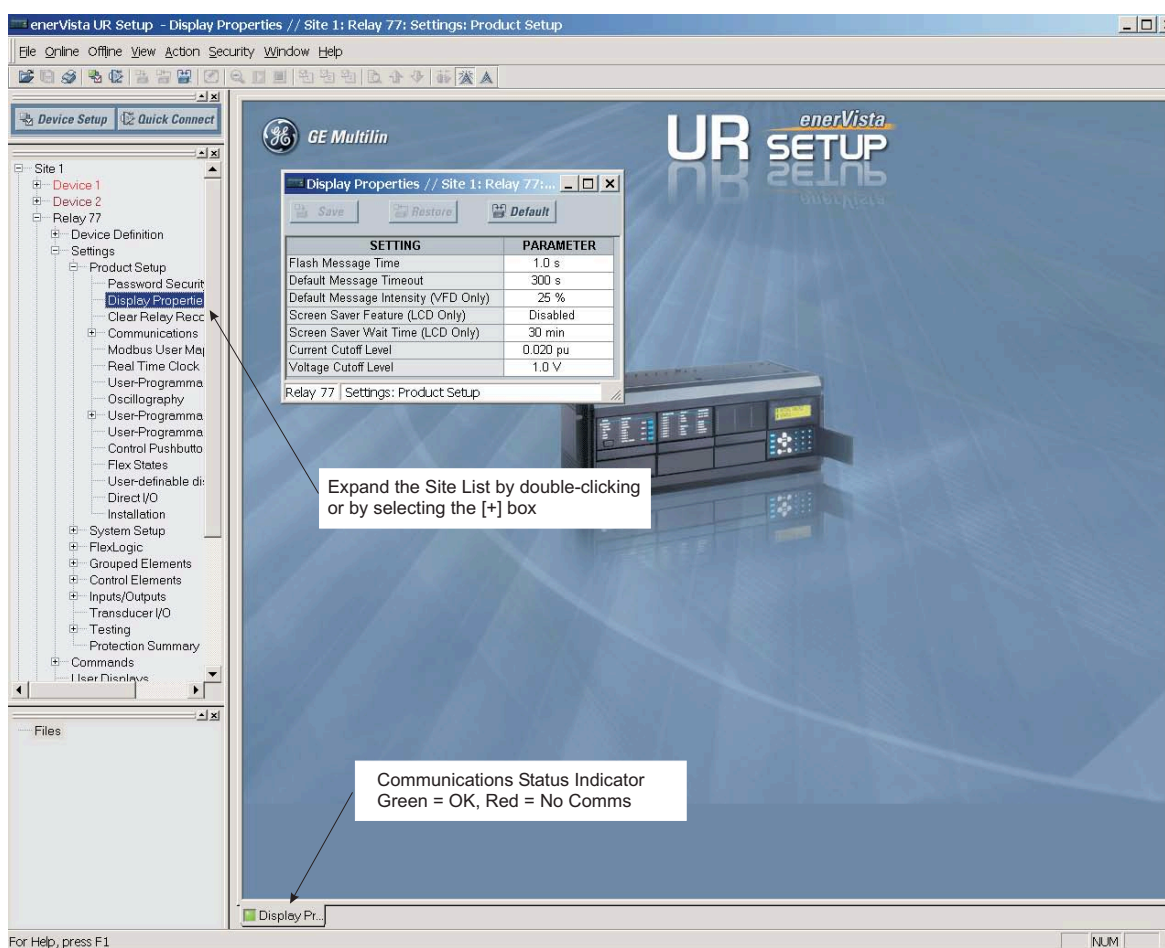 enerVista UR Setup - Display Properties // Site 1: Relay 77: Settings: Product Setup
File Online Offline View Action Security Window Help
Device Setup Quick Connect
Site 1
Device 1
Device 2
Relay 77
Device Definition
Settings
Product Setup
Password Securit
Display Propertie
Clear Relay Reco
Communications
Modbus User Map
Real Time Clock
User-Programma
Oscillography
User-Programma
User-Programma
Control Pushbutto
Flex States
User-definable di
Direct I/O
Installation
System Setup
FlexLogic
Grouped Elements
Control Elements
Inputs/Outputs
Transducer I/O
Testing
Protection Summary
Commands
User Displays
Files
GE Multilin
enerVista
UR SETUP
Display Properties // Site 1: Relay 77:...
Save Restore Default
SETTING PARAMETER
Flash Message Time 1.0 s
Default Message Timeout 300 s
Default Message Intensity (VFD Only) 25 %
Screen Saver Feature (LCD Only) Disabled
Screen Saver Wait Time (LCD Only) 30 min
Current Cutoff Level 0.020 pu
Voltage Cutoff Level 1.0 V
Relay 77 Settings: Product Setup
Expand the Site List by double-clicking
or by selecting the [+] box
Communications Status Indicator
Green = OK, Red = No Comms
Display Pr...
For Help, press F1
NUM